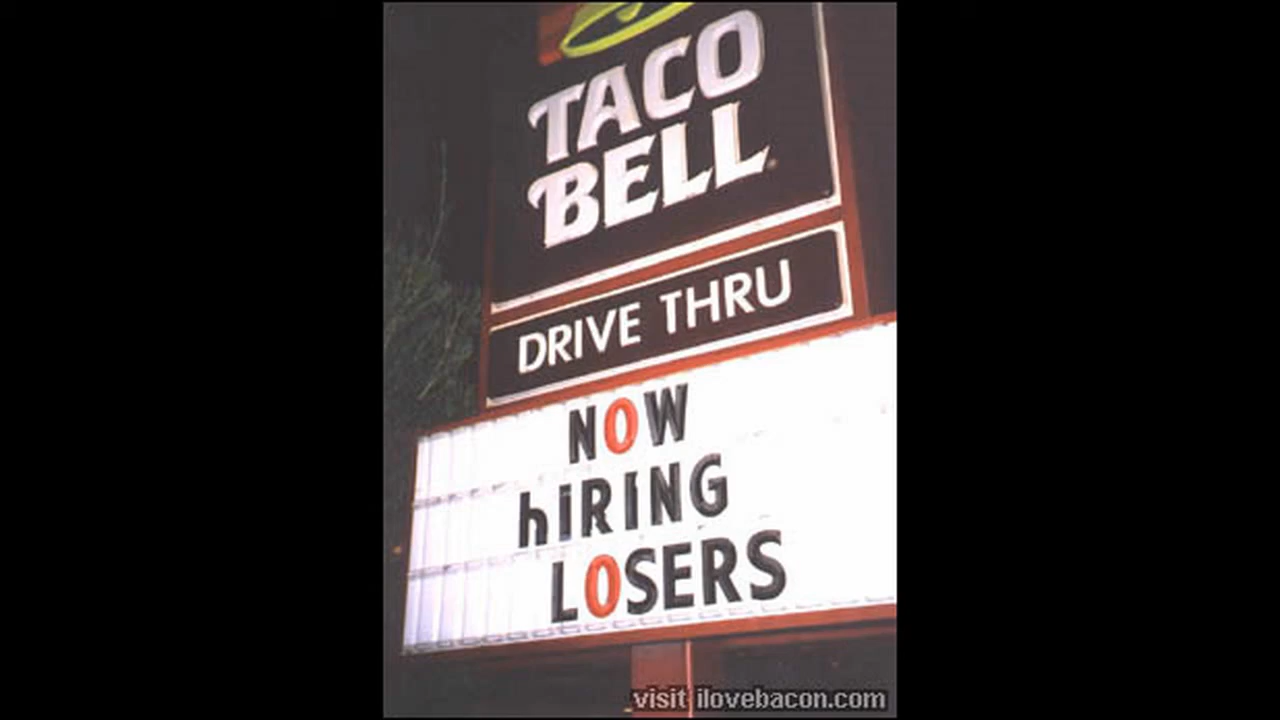 TACO
BELL
DRIVE THRU
NOW
hIRING
LOSERS
visit ilovebacon.com